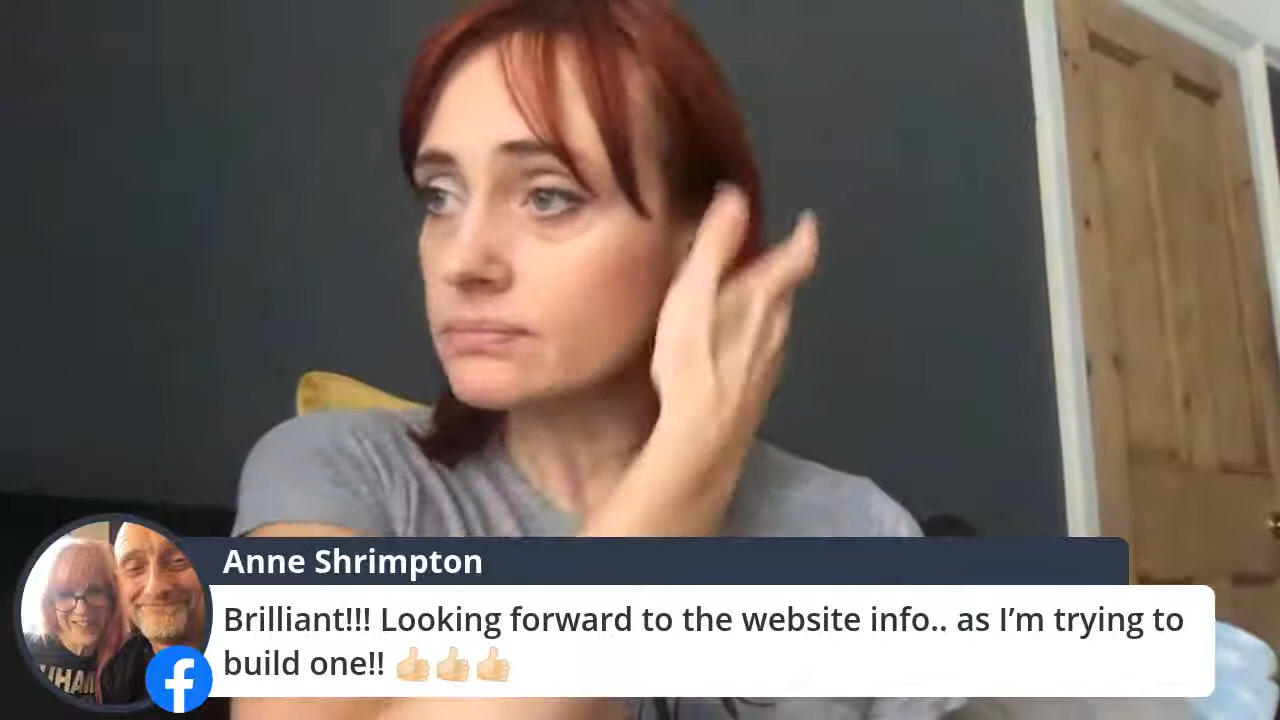 Anne Shrimpton
Brilliant!!! Looking forward to the website info.. as I’m trying to
build one!! 👍🏻👍🏻👍🏻